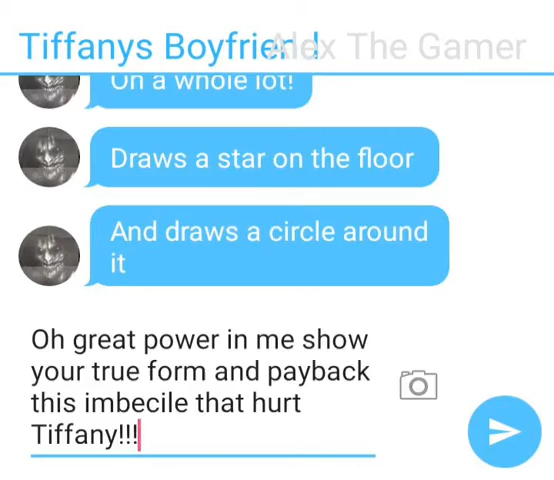 Tiffanys Boyfriend Alex The Gamer
On a whole lot!
Draws a star on the floor
And draws a circle around
it
Oh great power in me show
your true form and payback
this imbecile that hurt
Tiffany!!!